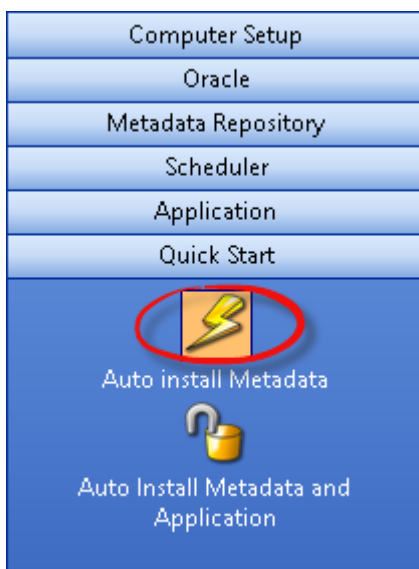 Computer Setup
Oracle
Metadata Repository
Scheduler
Application
Quick Start
Auto install Metadata
Auto Install Metadata and
Application